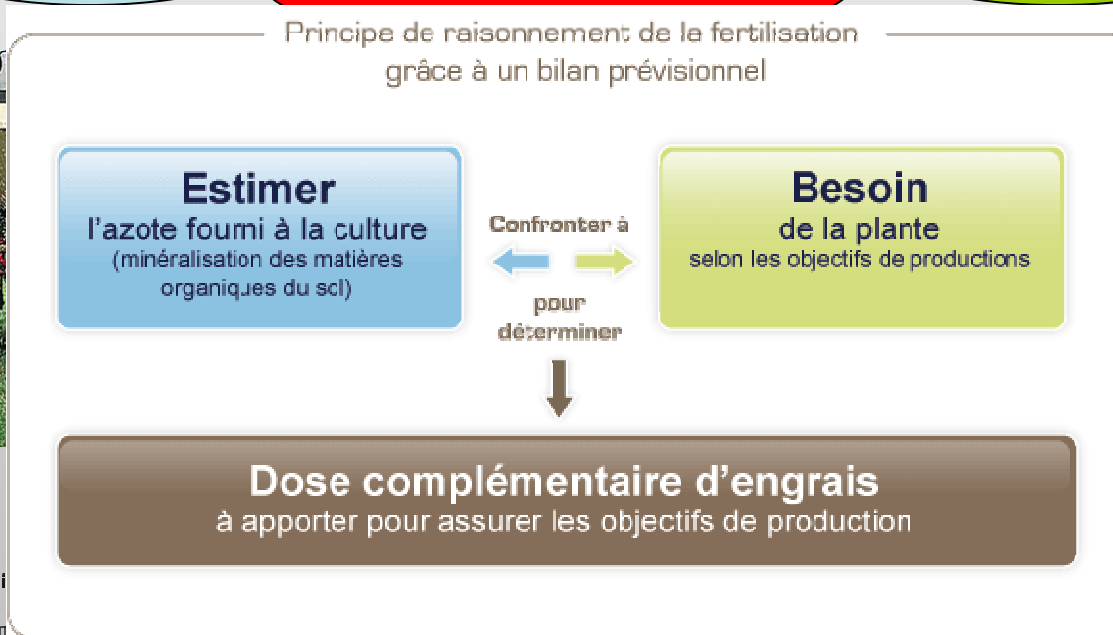 Principe de raisonnement de la fertilisation
grâce à un bilan prévisionnel
Estimer
l'azote fourni à la culture
(minéralisation des matières
organiques du sol)
Confronter à
pour
déterminer
Besoin
de la plante
selon les objectifs de productions
Dose complémentaire d'engrais
à apporter pour assurer les objectifs de production